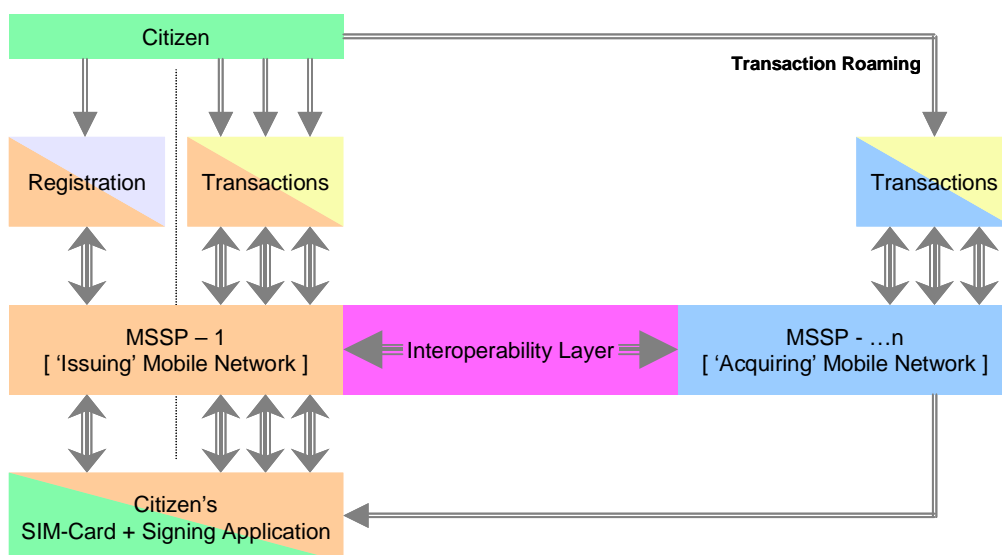 Citizen
Transaction Roaming
Registration
Transactions
Transactions
MSSP – 1
[ ‘Issuing’ Mobile Network ]
Interoperability Layer
MSSP - …n
[ ‘Acquiring’ Mobile Network ]
Citizen’s
SIM-Card + Signing Application